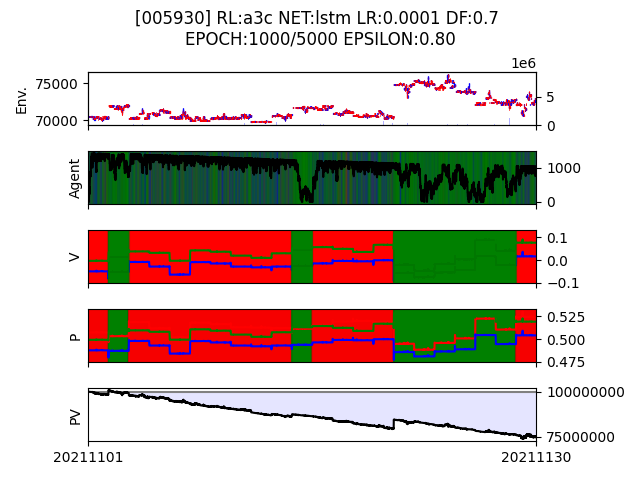 [005930] RL:a3c NET:lstm LR:0.0001 DF:0.7
EPOCH:1000/5000 EPSILON:0.80
1e6
Env.
75000
70000
5
0
Agent
1000
0
V
0.1
0.0
−0.1
P
0.525
0.500
0.475
PV
100000000
75000000
20211101
20211130